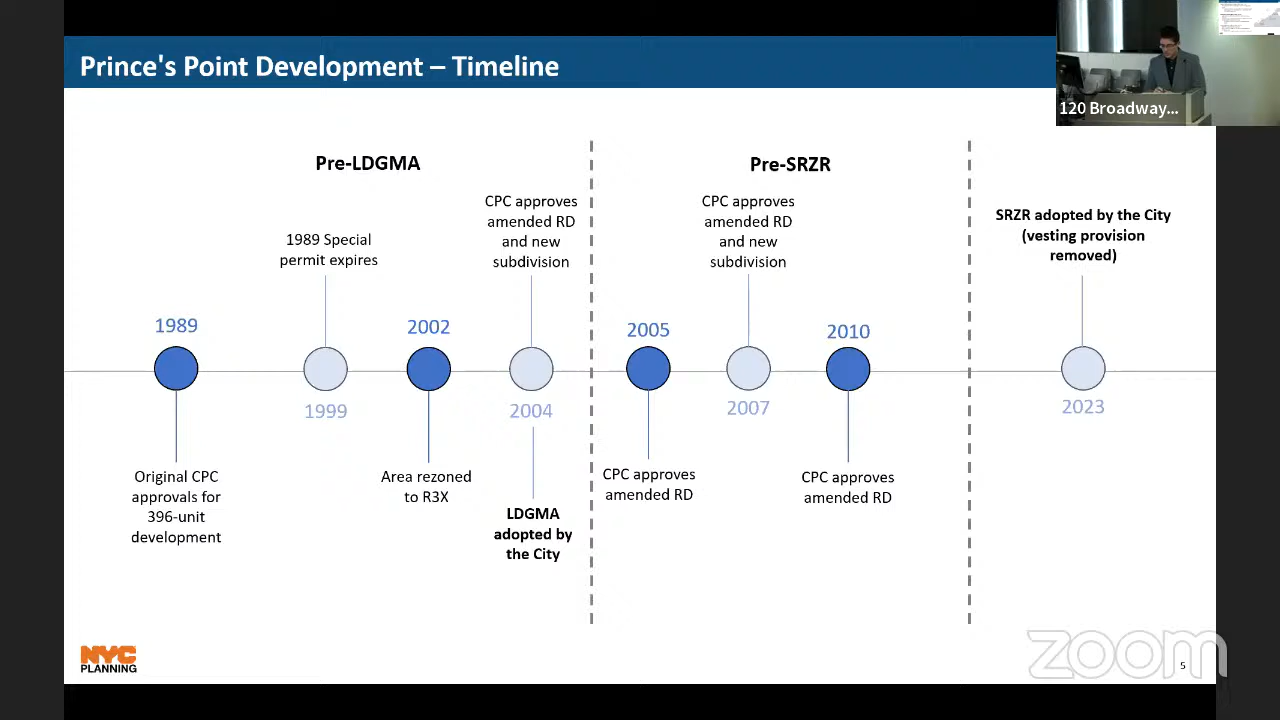 Prince's Point Development – Timeline
120 Broadway...
Pre-LDGMA
Pre-SRZR
1989 Special
permit expires
CPC approves
amended RD
and new
subdivision
CPC approves
amended RD
and new
subdivision
SRZR adopted by the City
(vesting provision
removed)
1989
2002
2005
2010
1999
2004
2007
2023
Original CPC
approvals for
396-unit
development
Area rezoned
to R3X
LDGMA
adopted by
the City
CPC approves
amended RD
CPC approves
amended RD
NYC
PLANNING
zoom
5